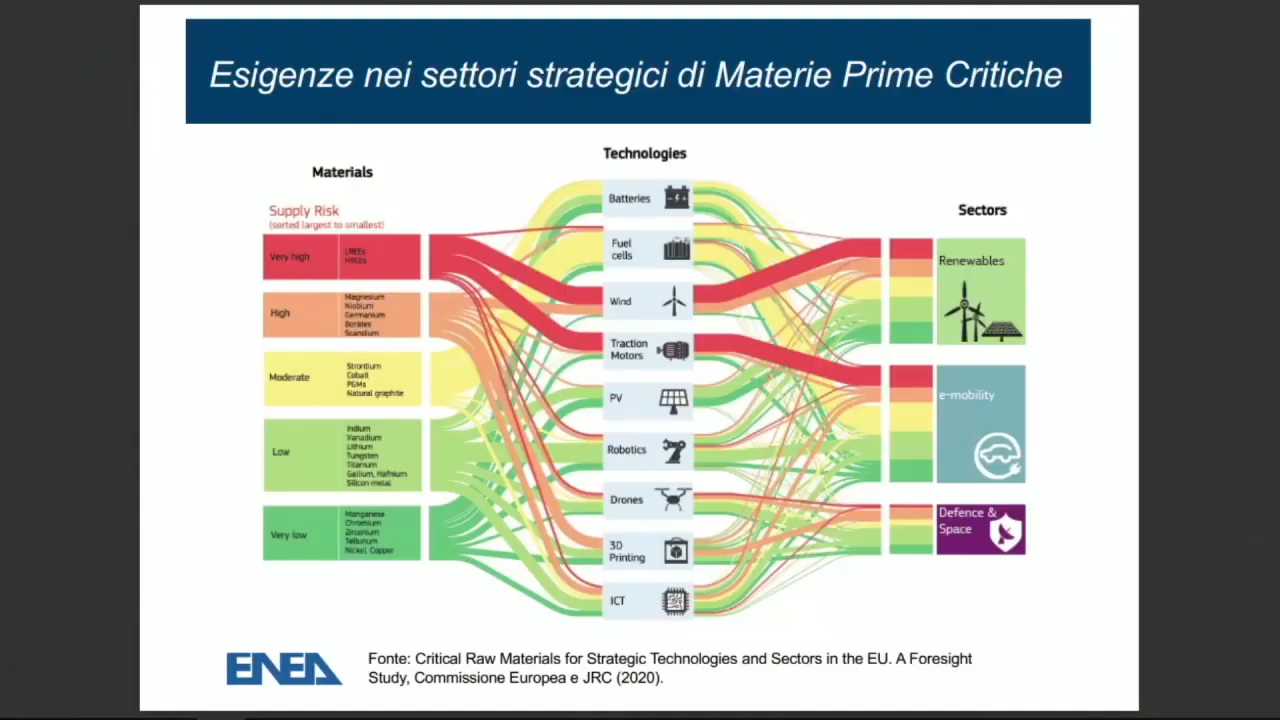 Esigenze nei settori strategici di Materie Prime Critiche
Materials
Technologies
Sectors
Supply Risk
(sorted largest to smallest)
Very high
LREEs
HREEs
High
Magnesium
Niobium
Germanium
Borates
Scandium
Moderate
Strontium
Cobalt
PGMs
Natural graphite
Low
Indium
Vanadium
Lithium
Tungsten
Titanium
Gallium, Hafnium
Silicon metal
Very low
Manganese
Chromium
Zirconium
Tellurium
Nickel, Copper
Batteries
Fuel
cells
Wind
Traction
Motors
PV
Robotics
Drones
3D
Printing
ICT
Renewables
e-mobility
Defence &
Space
ENEA
Fonte: Critical Raw Materials for Strategic Technologies and Sectors in the EU. A Foresight
Study, Commissione Europea e JRC (2020).